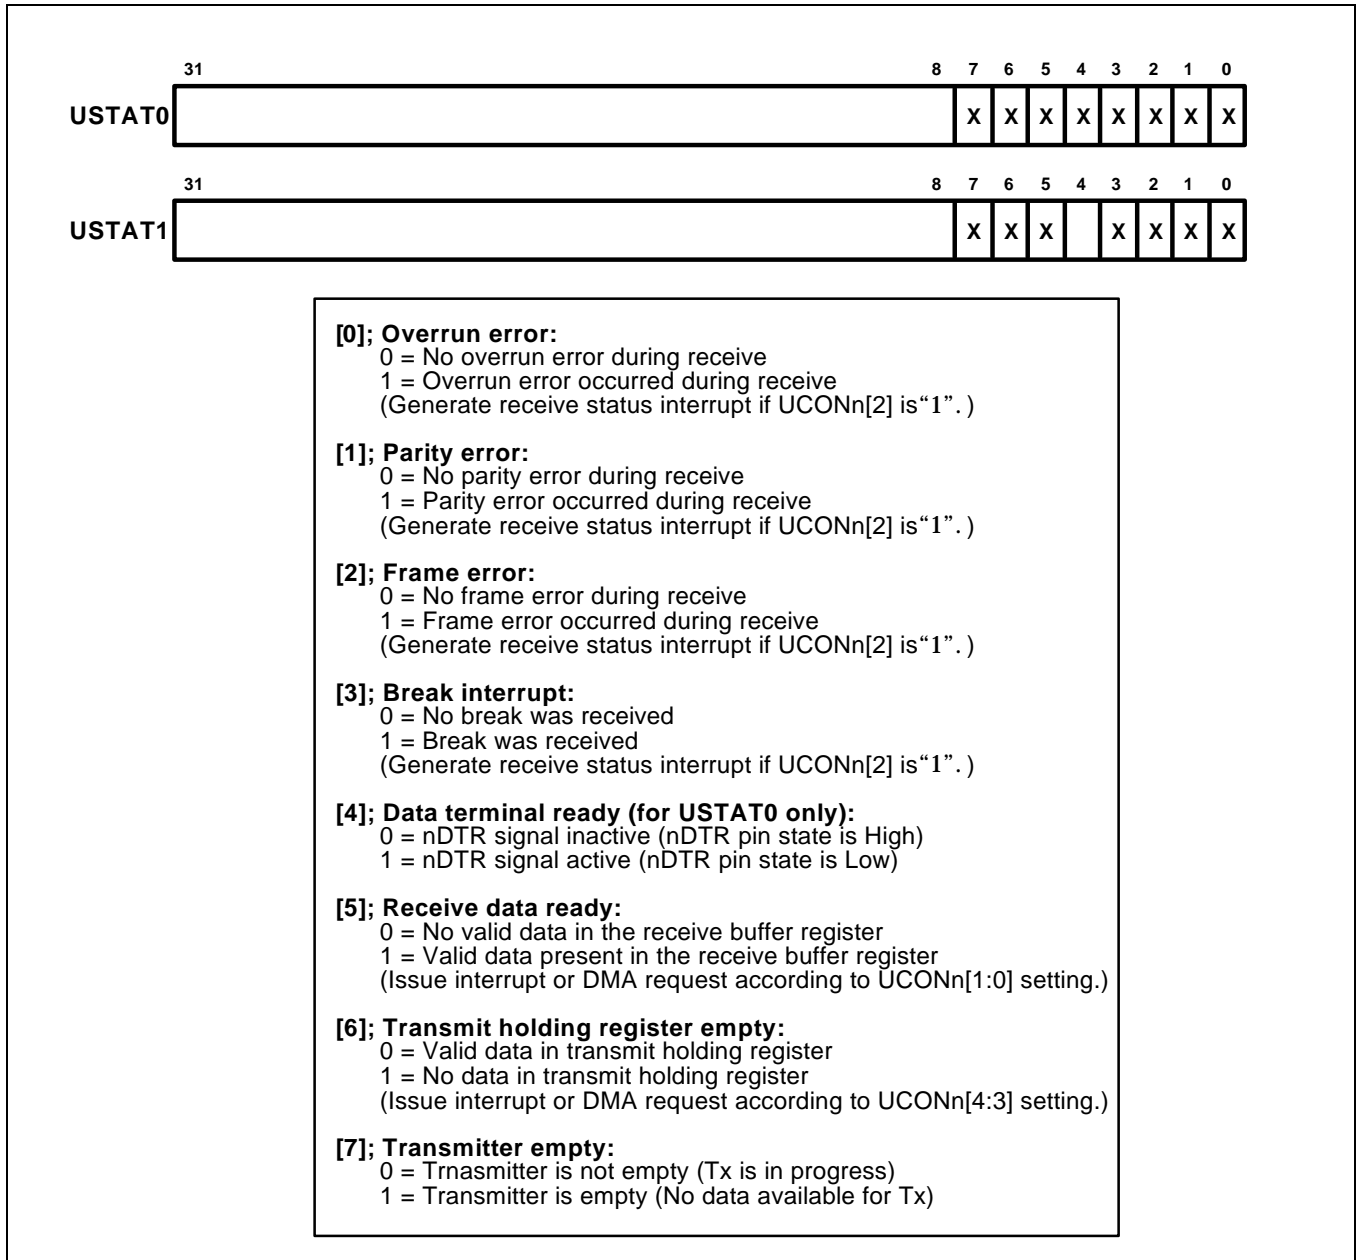 31 8 7 6 5 4 3 2 1 0
USTAT0 X X X X X X X X
31 8 7 6 5 4 3 2 1 0
USTAT1 X X X X X X X
[0]; Overrun error:
0 = No overrun error during receive
1 = Overrun error occurred during receive
(Generate receive status interrupt if UCONn[2] is“1”. )
[1]; Parity error:
0 = No parity error during receive
1 = Parity error occurred during receive
(Generate receive status interrupt if UCONn[2] is“1”. )
[2]; Frame error:
0 = No frame error during receive
1 = Frame error occurred during receive
(Generate receive status interrupt if UCONn[2] is“1”. )
[3]; Break interrupt:
0 = No break was received
1 = Break was received
(Generate receive status interrupt if UCONn[2] is“1”. )
[4]; Data terminal ready (for USTAT0 only):
0 = nDTR signal inactive (nDTR pin state is High)
1 = nDTR signal active (nDTR pin state is Low)
[5]; Receive data ready:
0 = No valid data in the receive buffer register
1 = Valid data present in the receive buffer register
(Issue interrupt or DMA request according to UCONn[1:0] setting.)
[6]; Transmit holding register empty:
0 = Valid data in transmit holding register
1 = No data in transmit holding register
(Issue interrupt or DMA request according to UCONn[4:3] setting.)
[7]; Transmitter empty:
0 = Trnasmitter is not empty (Tx is in progress)
1 = Transmitter is empty (No data available for Tx)